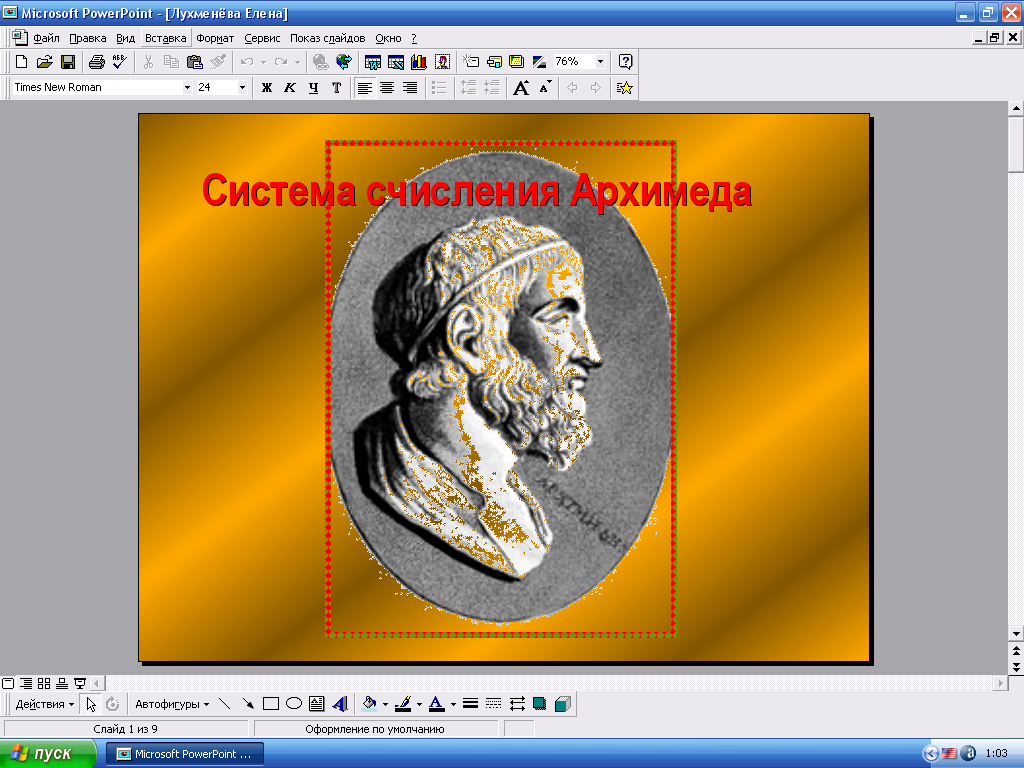 Microsoft PowerPoint - [Лухменёва Елена]
Файл Правка Вид Вставка Формат Сервис Показ слайдов Окно ?
76%
Times New Roman 24 Ж К Ч Т
Система счисления Архимеда
Действия Автофигуры
Слайд 1 из 9 Оформление по умолчанию
пуск Microsoft PowerPoint ... 1:03